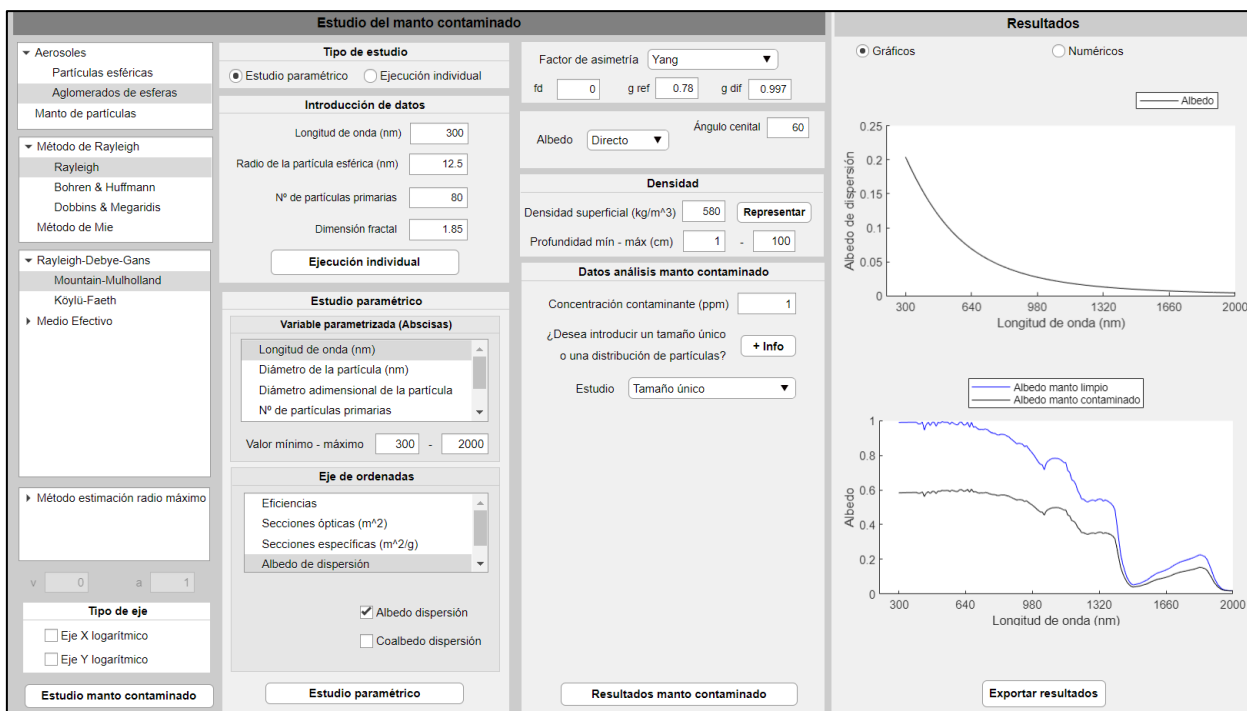 Estudio del manto contaminado
Aerosoles
Partículas esféricas
Aglomerados de esferas
Manto de partículas
Método de Rayleigh
Rayleigh
Bohren & Huffmann
Dobbins & Megaridis
Método de Mie
Rayleigh-Debye-Gans
Mountain-Mulholland
Köylü-Faeth
Medio Efectivo
Método estimación radio máximo
v 0 a 1
Tipo de eje
Eje X logarítmico
Eje Y logarítmico
Estudio manto contaminado
Tipo de estudio
Estudio paramétrico Ejecución individual
Introducción de datos
Longitud de onda (nm) 300
Radio de la partícula esférica (nm) 12.5
Nº de partículas primarias 80
Dimensión fractal 1.85
Ejecución individual
Estudio paramétrico
Variable parametrizada (Abscisas)
Longitud de onda (nm)
Diámetro de la partícula (nm)
Diámetro adimensional de la partícula
Nº de partículas primarias
Valor mínimo - máximo 300 - 2000
Eje de ordenadas
Eficiencias
Secciones ópticas (m^2)
Secciones específicas (m^2/g)
Albedo de dispersión
Albedo dispersión
Coalbedo dispersión
Estudio paramétrico
Factor de asimetría Yang
fd 0 g ref 0.78 g dif 0.997
Albedo Directo Ángulo cenital 60
Densidad
Densidad superficial (kg/m^3) 580 Representar
Profundidad mín - máx (cm) 1 - 100
Datos análisis manto contaminado
Concentración contaminante (ppm) 1
¿Desea introducir un tamaño único
o una distribución de partículas?
+ Info
Estudio Tamaño único
Resultados manto contaminado
Resultados
Gráficos Numéricos
Albedo
0.25
0.2
0.15
0.1
0.05
0
Albedo de dispersión
300 640 980 1320 1660 2000
Longitud de onda (nm)
Albedo manto limpio
Albedo manto contaminado
1
0.8
0.6
0.4
0.2
0
Albedo
300 640 980 1320 1660 2000
Longitud de onda (nm)
Exportar resultados